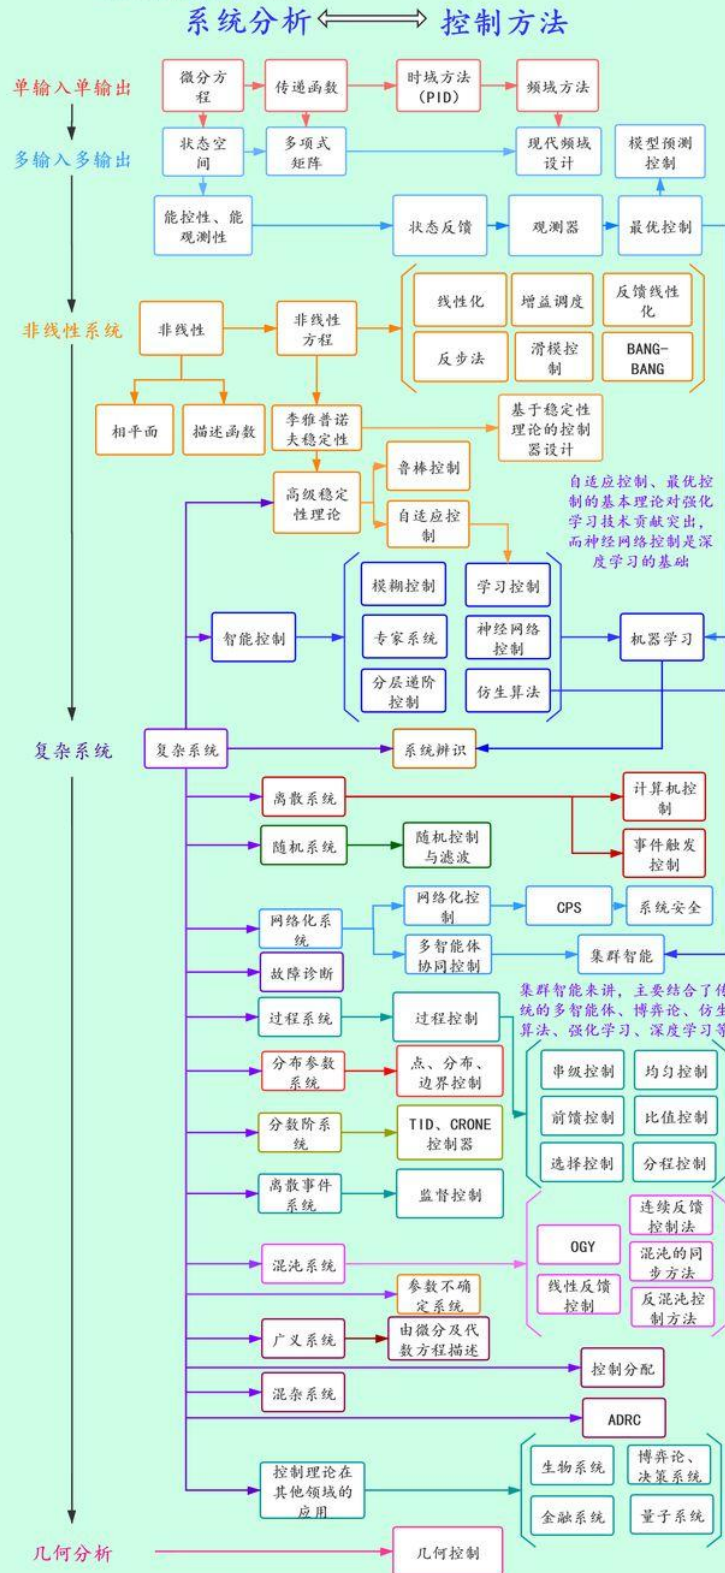 系统分析
控制方法
单输入单输出
微分方
程
传递函数
时域方法
(PID)
频域方法
多输入多输出
状态空
间
多项式
矩阵
现代频域
设计
模型预测
控制
能控性、能
观测性
状态反馈
观测器
最优控制
非线性系统
非线性
非线性
方程
线性化
增益调度
反馈线性
化
反步法
滑模控
制
BANG-
BANG
相平面
描述函数
李雅普诺
夫稳定性
基于稳定性
理论的控制
器设计
高级稳定
性理论
鲁棒控制
自适应控
制
自适应控制、最优控
制的基本理论对强化
学习技术贡献突出,
而神经网络控制是深
度学习的基础
智能控制
模糊控制
学习控制
专家系统
神经网络
控制
分层递阶
控制
仿生算法
机器学习
复杂系统
复杂系统
系统辨识
离散系统
计算机控
制
事件触发
控制
随机系统
随机控制
与滤波
网络化系
统
网络化控
制
CPS
系统安全
多智能体
协同控制
集群智能
故障诊断
集群智能来讲, 主要结合了传
统的多智能体、博弈论、仿生
算法、强化学习、深度学习等
过程系统
过程控制
串级控制
均匀控制
前馈控制
比值控制
选择控制
分程控制
分布参数
系统
点、分布、
边界控制
分数阶系
统
TID、CRONE
控制器
离散事件
系统
监督控制
混沌系统
OGY
连续反馈
控制法
混沌的同
步方法
线性反馈
控制
反混沌控
制方法
参数不确
定系统
广义系统
由微分及代
数方程描述
控制分配
混杂系统
ADRC
控制理论在
其他领域的
应用
生物系统
博弈论、
决策系统
金融系统
量子系统
几何分析
几何控制